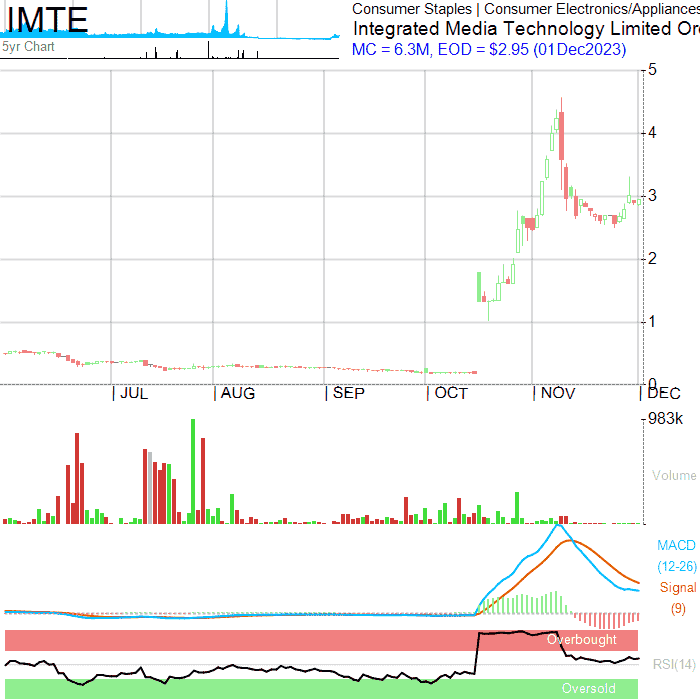 IMTE
5yr Chart
Consumer Staples | Consumer Electronics/Appliances
Integrated Media Technology Limited Or
MC = 6.3M, EOD = $2.95 (01Dec2023)
5
4
3
2
1
0
JUL AUG SEP OCT NOV DEC
983k
Volume
MACD
(12-26)
Signal
(9)
Overbought
RSI(14)
Oversold